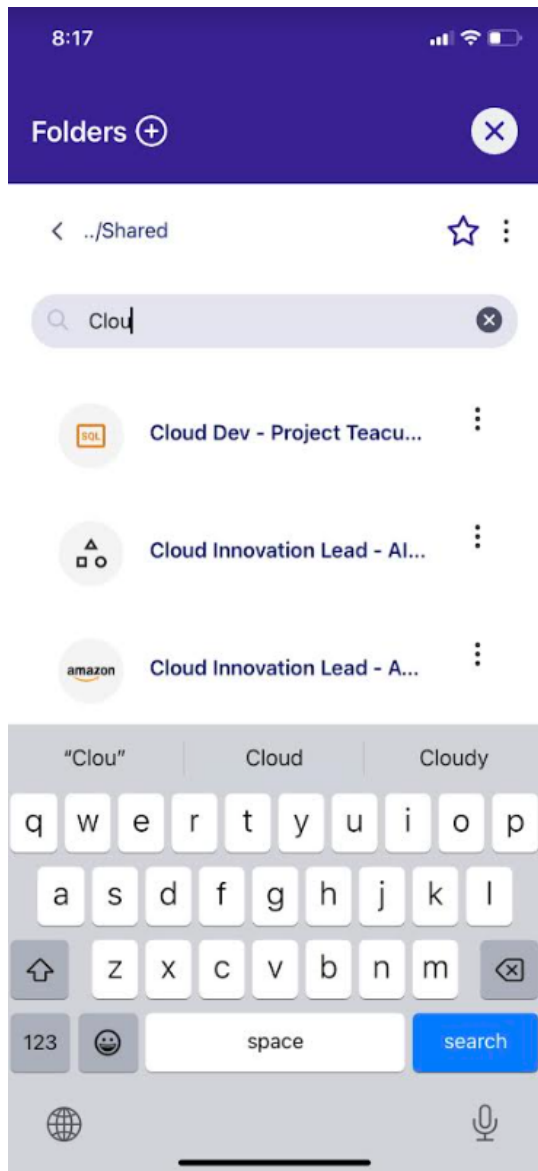 8:17
Folders
../Shared
Clou
SQL
Cloud Dev - Project Teacu...
Cloud Innovation Lead - AI...
amazon
Cloud Innovation Lead - A...
“Clou” Cloud Cloudy
q w e r t y u i o p
a s d f g h j k l
z x c v b n m
123 space search